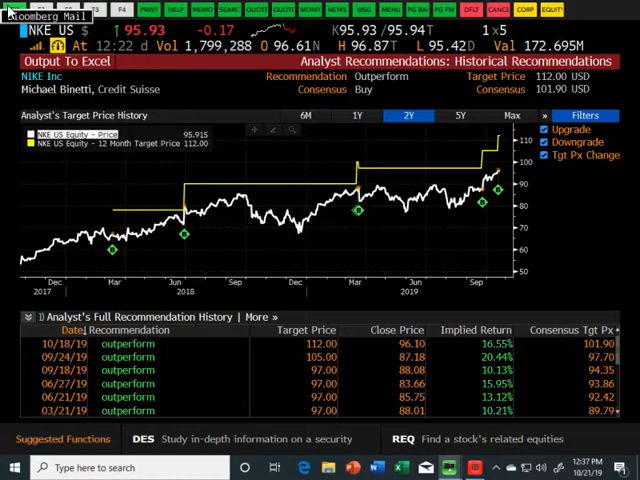 F4 PRINT HELP MEMO SEARC QUOT QUOT MONIT NEWS MSG MENU PG BAI PG FW DFLT CANCE CORP EQUIT
Bloomberg Mail
NKE US $ ↑ 95.93 -0.17 K95.93/95.94T 1x5
At 12:22 d Vol 1,799,288 O 96.61N H 96.87T L 95.42D Val 172.695M
Output To Excel Analyst Recommendations: Historical Recommendations
NIKE Inc Recommendation Outperform Target Price 112.00 USD
Michael Binetti, Credit Suisse Consensus Buy Consensus 101.90 USD
Analyst's Target Price History 6M 1Y 2Y 5Y Max » Filters
NKE US Equity - Price 95.915
NKE US Equity - 12 Month Target Price 112.00
Upgrade
Downgrade
Tgt Px Change
110
100
90
80
70
60
50
Dec Mar Jun Sep Dec Mar Jun Sep
2017 2018 2019
1) Analyst's Full Recommendation History | More »
Date Recommendation Target Price Close Price Implied Return Consensus Tgt Px
10/18/19 outperform 112.00 96.10 16.55% 101.90
09/24/19 outperform 105.00 87.18 20.44% 97.70
09/18/19 outperform 97.00 88.08 10.13% 94.35
06/27/19 outperform 97.00 83.66 15.95% 93.86
06/21/19 outperform 97.00 85.75 13.12% 92.42
03/21/19 outperform 97.00 88.01 10.21% 89.79
Suggested Functions DES Study in-depth information on a security REQ Find a stock's related equities
Type here to search
12:37 PM
10/21/19